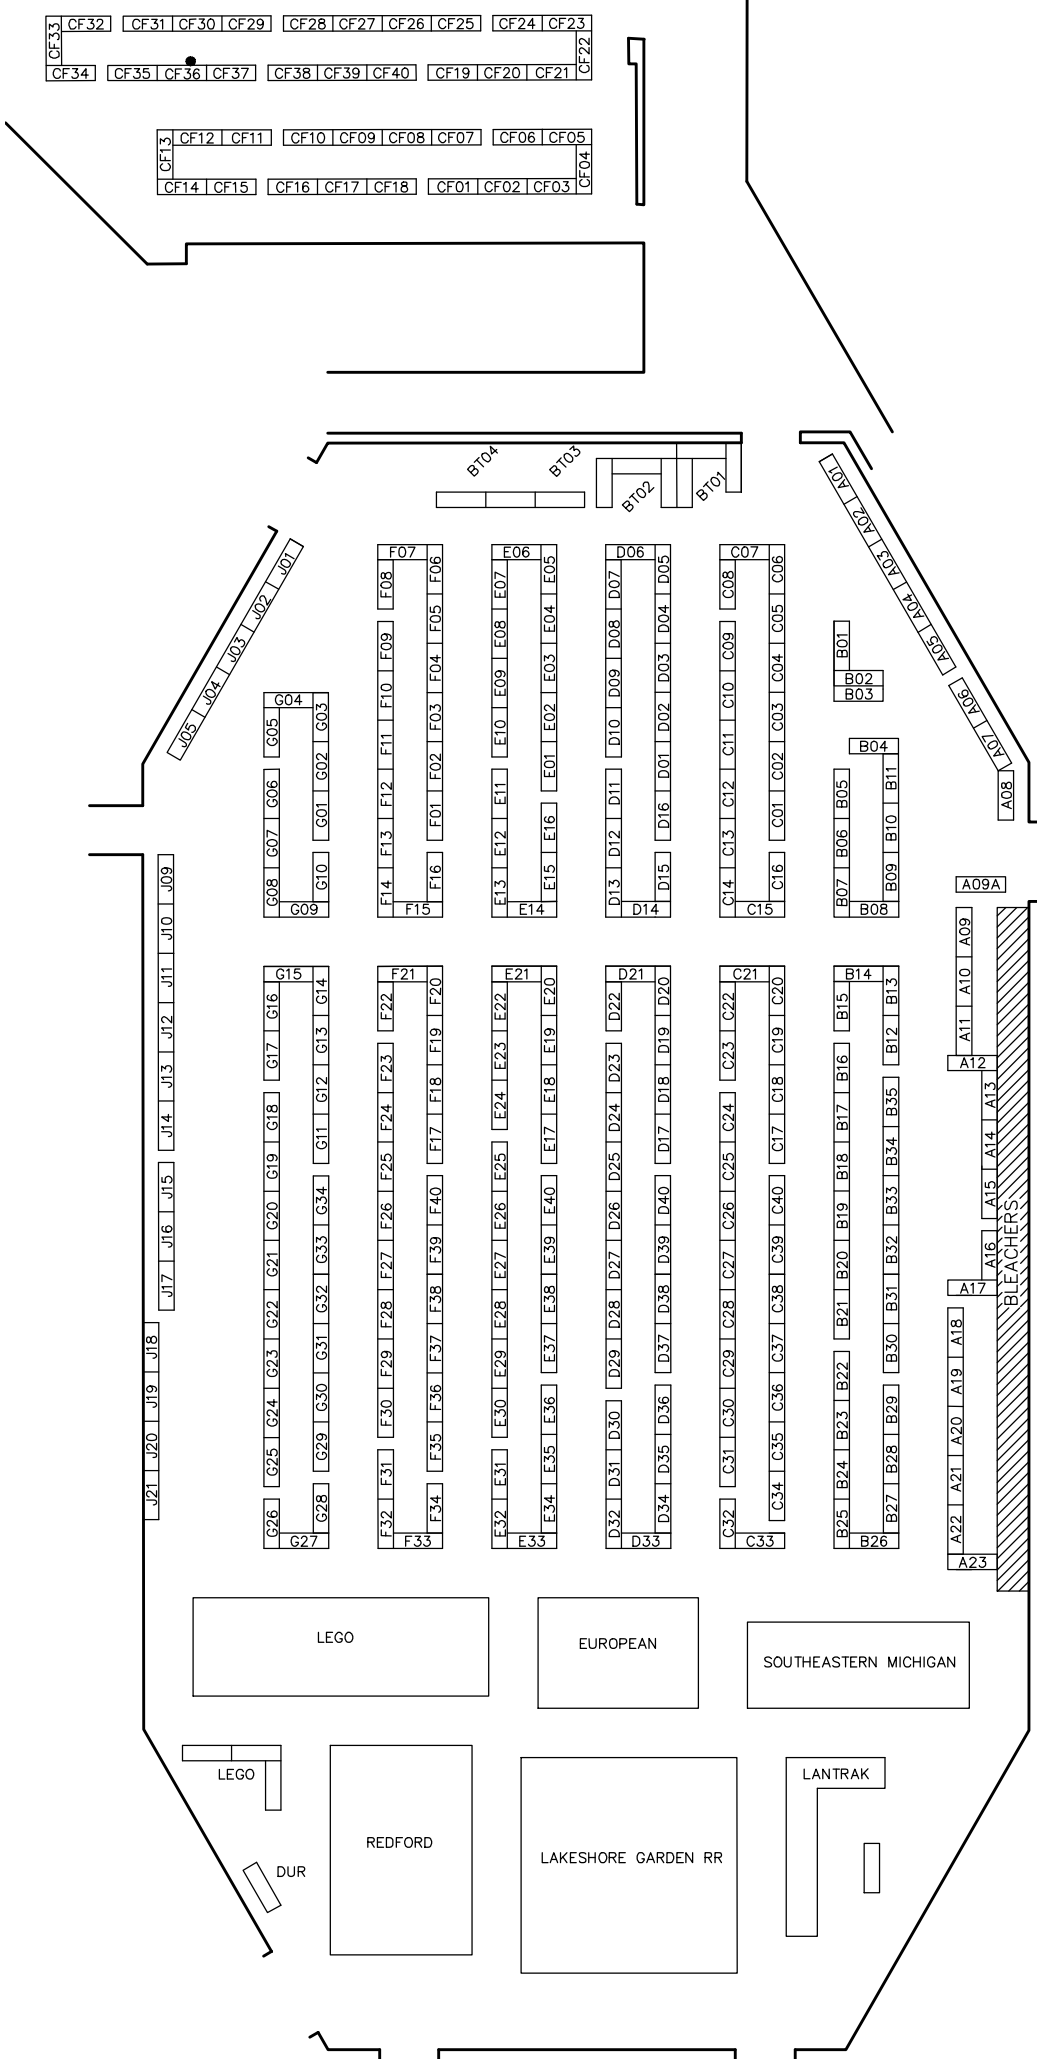 CF33 CF32 CF31 CF30 CF29 CF28 CF27 CF26 CF25 CF24 CF23
CF22
CF34 CF35 CF36 CF37 CF38 CF39 CF40 CF19 CF20 CF21
CF13 CF12 CF11 CF10 CF09 CF08 CF07 CF06 CF05
CF04
CF14 CF15 CF16 CF17 CF18 CF01 CF02 CF03
BT04 BT03 BT02 BT01
A01
A02
A03
A04
A05
A06
A07
A08
A09A
A09
A10
A11
A12
A13
A14
A15
A16
A17
A18
A19
A20
A21
A22
A23
BLEACHERS
J01
J02
J03
J04
J05
J09
J10
J11
J12
J13
J14
J15
J16
J17
J18
J19
J20
J21
G04
G05
G06
G07
G08
G03
G02
G01
G10
G09
F07
F08
F09
F10
F11
F12
F13
F14
F06
F05
F04
F03
F02
F01
F16
F15
E06
E07
E08
E09
E10
E11
E12
E13
E05
E04
E03
E02
E01
E16
E15
E14
D06
D07
D08
D09
D10
D11
D12
D13
D05
D04
D03
D02
D01
D16
D15
D14
C07
C08
C09
C10
C11
C12
C13
C14
C06
C05
C04
C03
C02
C01
C16
C15
B01
B02
B03
B04
B05
B06
B07
B11
B10
B09
B08
G15
G16
G17
G18
G19
G20
G21
G22
G23
G24
G25
G26
G14
G13
G12
G11
G34
G33
G32
G31
G30
G29
G28
G27
F21
F22
F23
F24
F25
F26
F27
F28
F29
F30
F31
F32
F20
F19
F18
F17
F40
F39
F38
F37
F36
F35
F34
F33
E21
E22
E23
E24
E25
E26
E27
E28
E29
E30
E31
E32
E20
E19
E18
E17
E40
E39
E38
E37
E36
E35
E34
E33
D21
D22
D23
D24
D25
D26
D27
D28
D29
D30
D31
D32
D20
D19
D18
D17
D40
D39
D38
D37
D36
D35
D34
D33
C21
C22
C23
C24
C25
C26
C27
C28
C29
C30
C31
C32
C20
C19
C18
C17
C40
C39
C38
C37
C36
C35
C34
C33
B14
B15
B16
B17
B18
B19
B20
B21
B22
B23
B24
B25
B13
B12
B35
B34
B33
B32
B31
B30
B29
B28
B27
B26
LEGO
EUROPEAN
SOUTHEASTERN MICHIGAN
LEGO
LANTRAK
REDFORD
LAKESHORE GARDEN RR
DUR